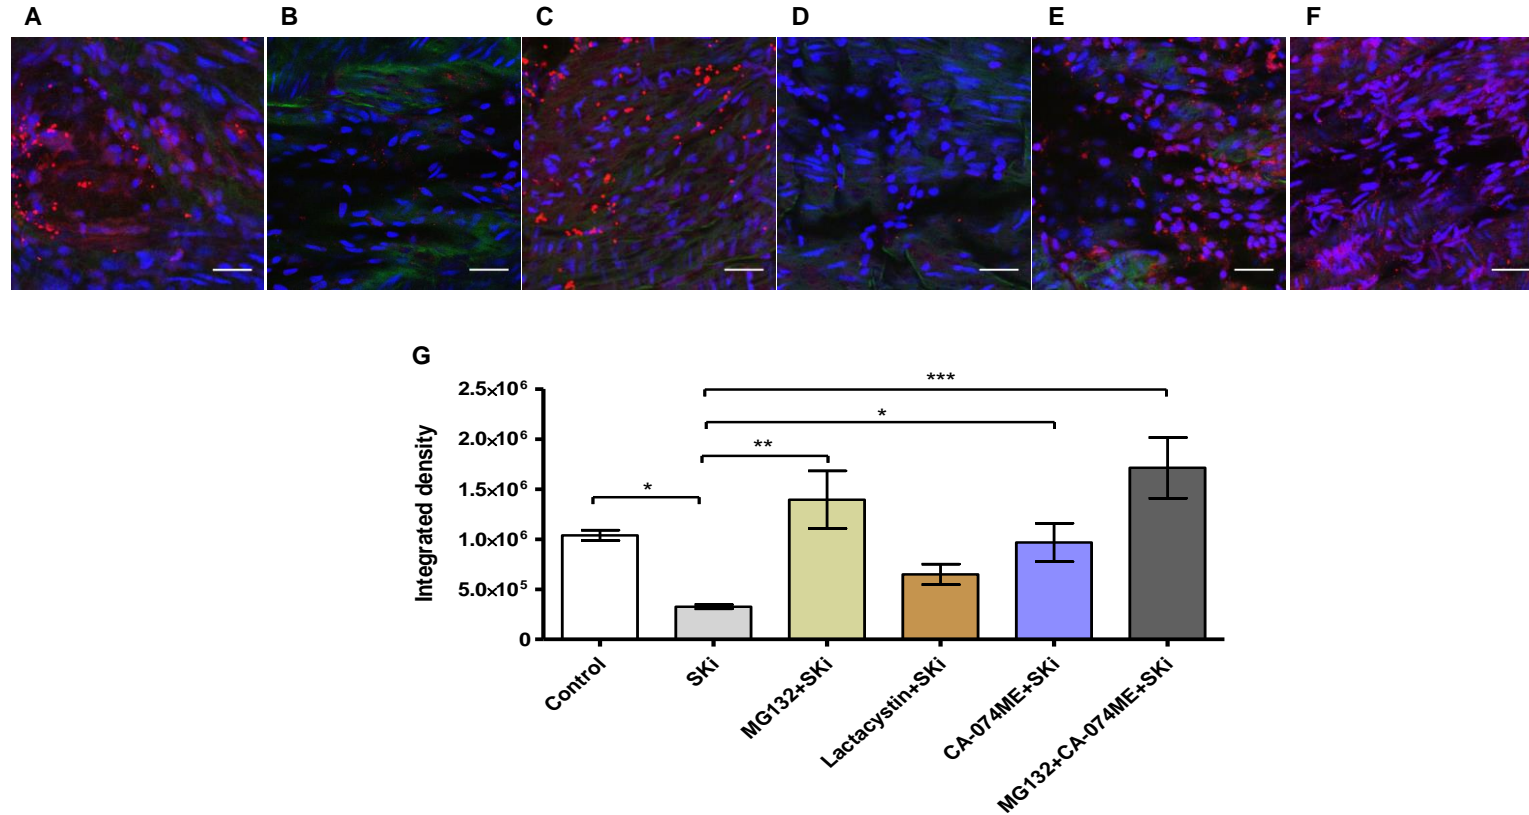 A B C D E F
G
***
*
**
*
Integrated density
2.5×10⁶
2.0×10⁶
1.5×10⁶
1.0×10⁶
5.0×10⁵
0
Control
SKi
MG132+SKi
Lactacystin+SKi
CA-074ME+SKi
MG132+CA-074ME+SKi